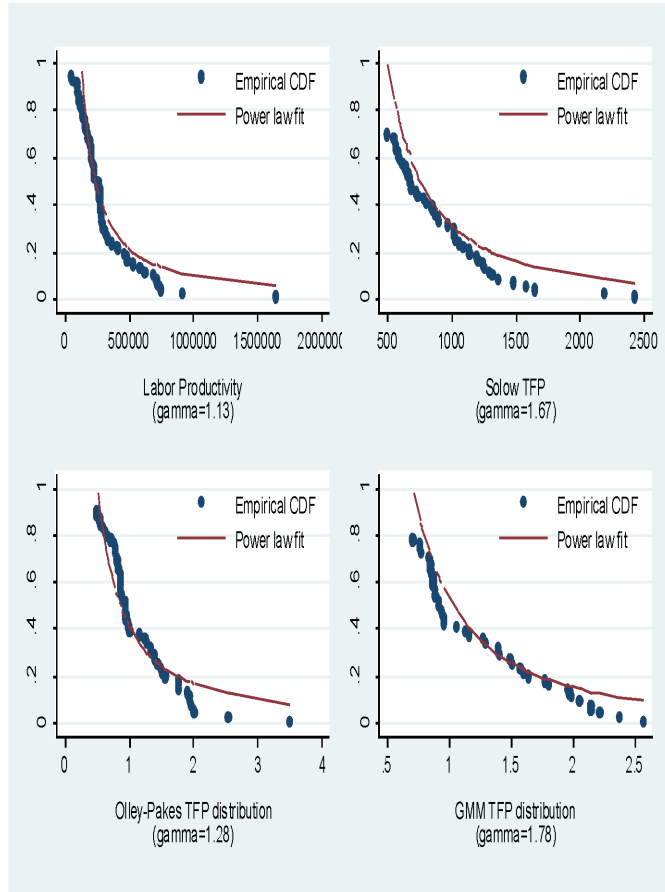 1
.8
.6
.4
.2
0
Empirical CDF
Power law fit
0 500000 1000000 1500000 2000000
Labor Productivity
(gamma=1.13)
1
.8
.6
.4
.2
0
Empirical CDF
Power law fit
500 1000 1500 2000 2500
Solow TFP
(gamma=1.67)
1
.8
.6
.4
.2
0
Empirical CDF
Power law fit
0 1 2 3 4
Olley-Pakes TFP distribution
(gamma=1.28)
1
.8
.6
.4
.2
0
Empirical CDF
Power law fit
.5 1 1.5 2 2.5
GMM TFP distribution
(gamma=1.78)